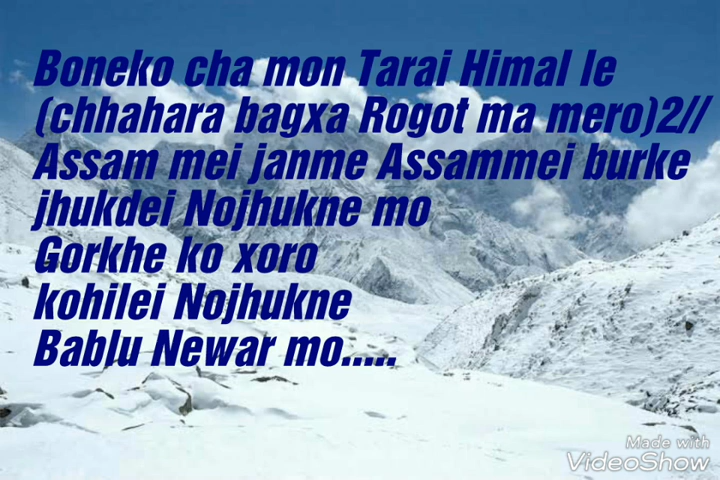 Boneko cha mon Tarai Himal le
(chhahara bagxa Rogot ma mero)2//
Assam mei janme Assammei burke
jhukdei Nojhukne mo
Gorkhe ko xoro
kohilei Nojhukne
Bablu Newar mo.....
Made with
VideoShow